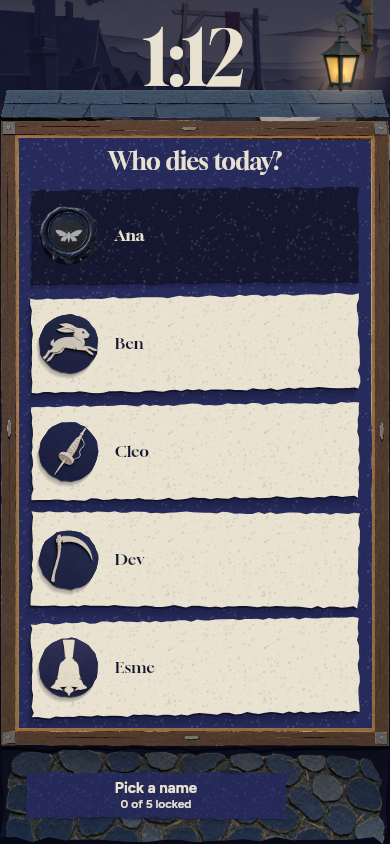 1:12
Who dies today?
Ana
Ben
Cleo
Dev
Esme
Pick a name
0 of 5 locked